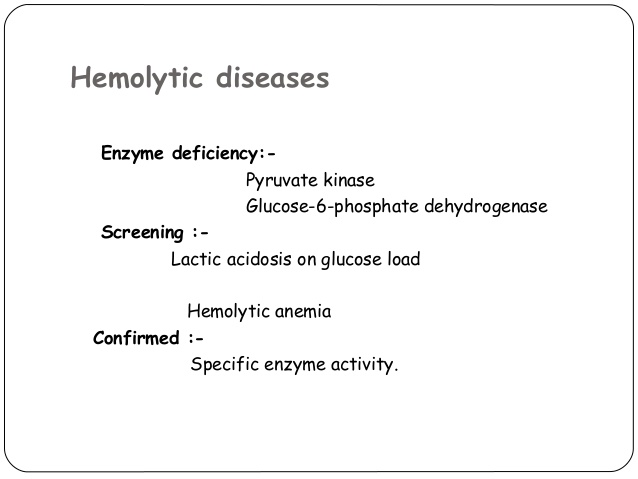 Hemolytic diseases
Enzyme deficiency:-
Pyruvate kinase
Glucose-6-phosphate dehydrogenase
Screening :-
Lactic acidosis on glucose load
Hemolytic anemia
Confirmed :-
Specific enzyme activity.